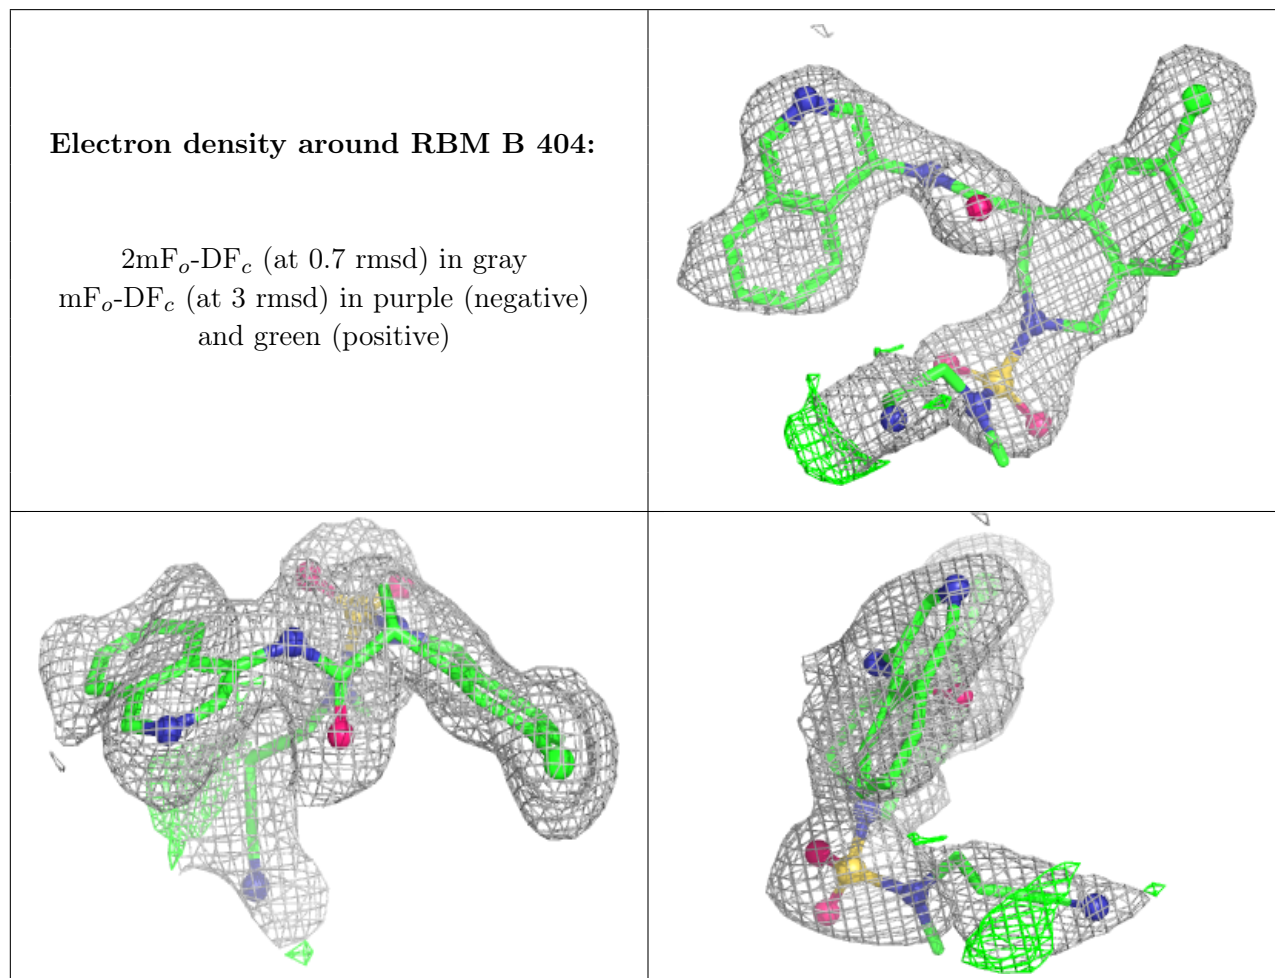 Electron density around RBM B 404:
2mFo-DFc (at 0.7 rmsd) in gray
mFo-DFc (at 3 rmsd) in purple (negative)
and green (positive)